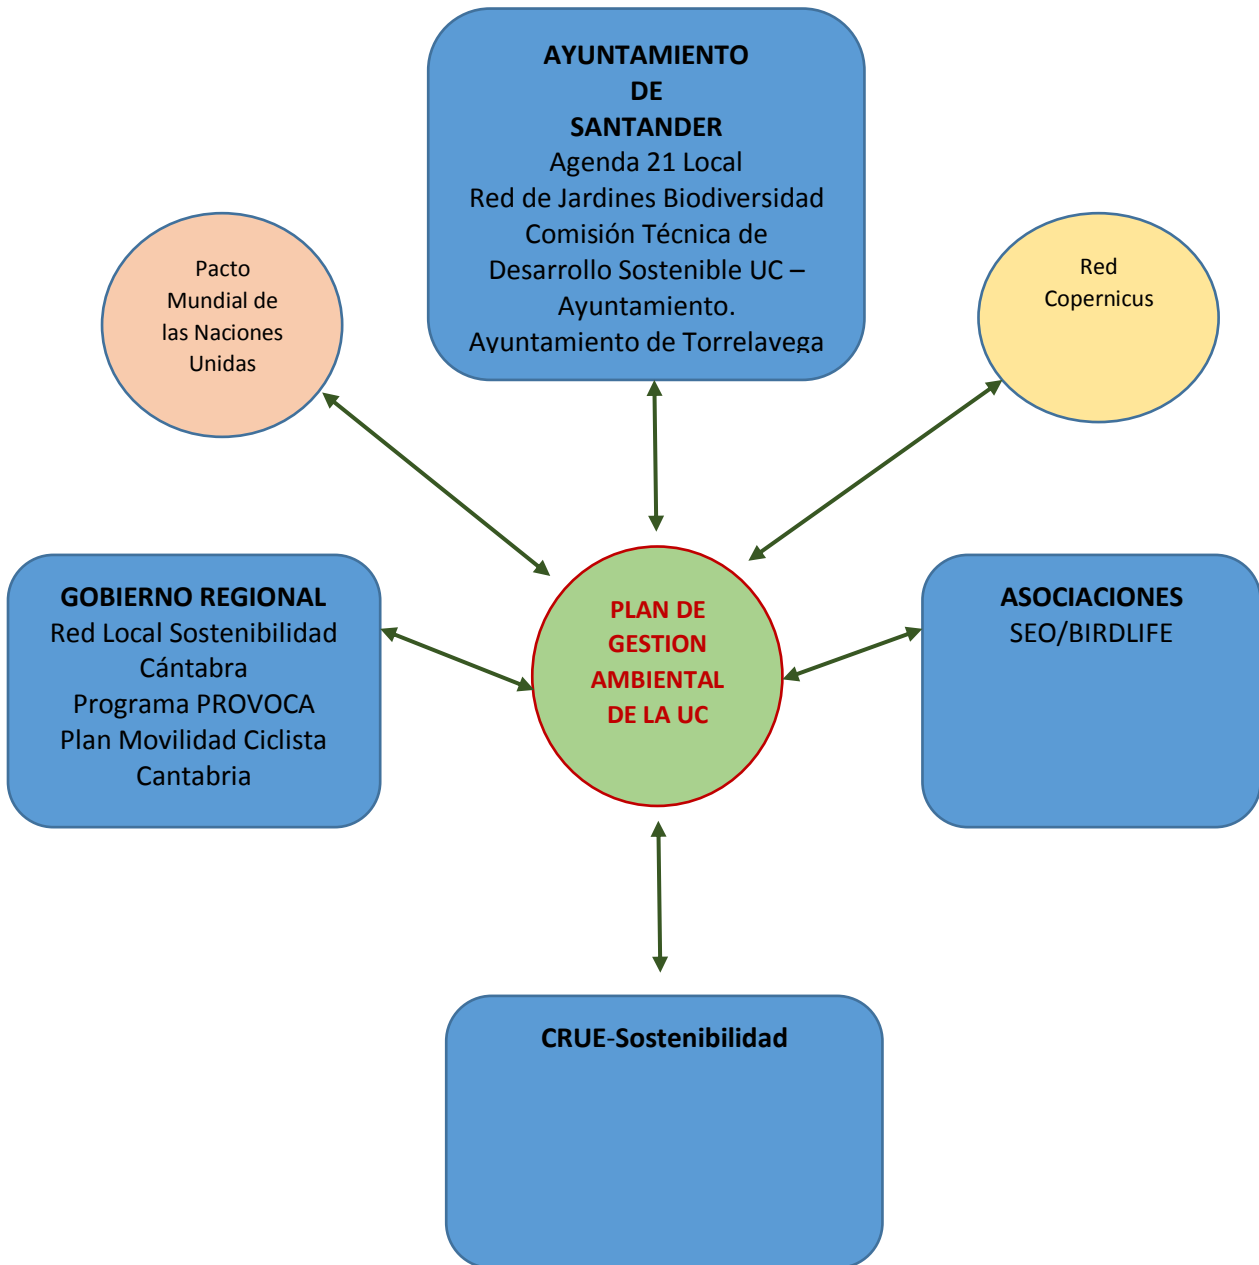 AYUNTAMIENTO
DE
SANTANDER
Agenda 21 Local
Red de Jardines Biodiversidad
Comisión Técnica de
Desarrollo Sostenible UC –
Ayuntamiento.
Ayuntamiento de Torrelavega
Pacto
Mundial de
las Naciones
Unidas
Red
Copernicus
GOBIERNO REGIONAL
Red Local Sostenibilidad
Cántabra
Programa PROVOCA
Plan Movilidad Ciclista
Cantabria
PLAN DE
GESTION
AMBIENTAL
DE LA UC
ASOCIACIONES
SEO/BIRDLIFE
CRUE-Sostenibilidad